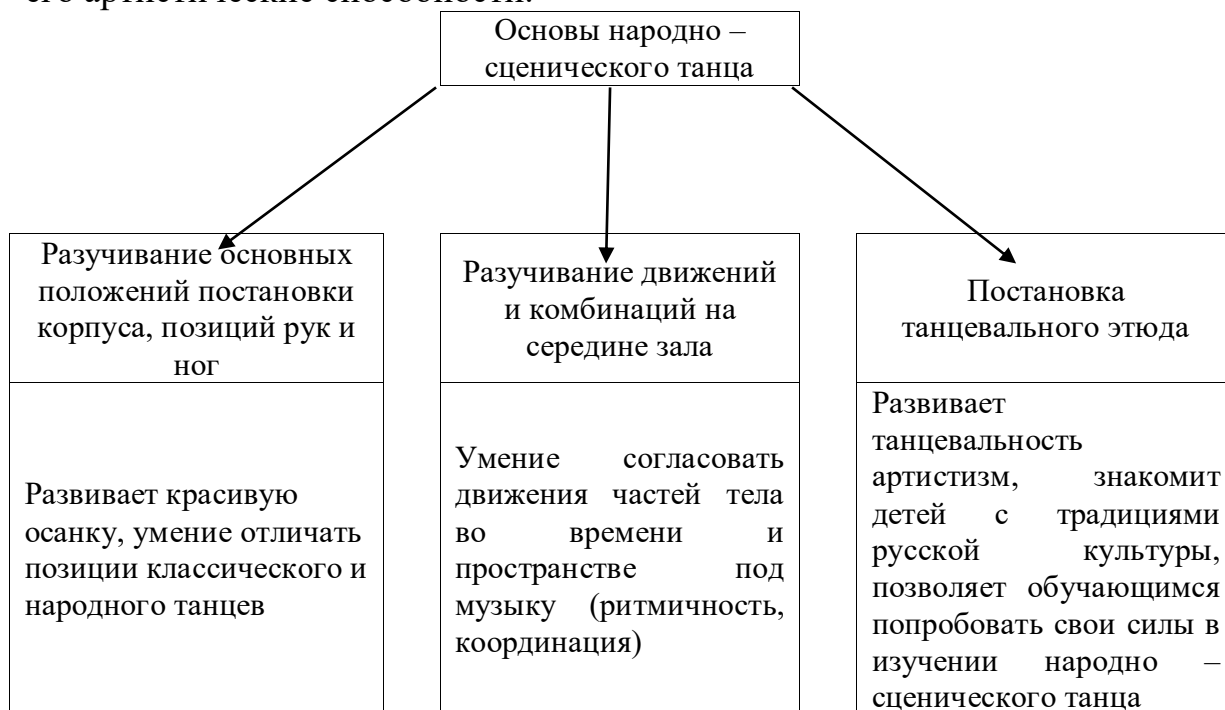 его артистические способности.
Основы народно –
сценического танца
Разучивание основных
положений постановки
корпуса, позиций рук и
ног
Развивает красивую
осанку, умение отличать
позиции классического и
народного танцев
Разучивание движений
и комбинаций на
середине зала
Умение согласовать
движения частей тела
во времени и
пространстве под
музыку (ритмичность,
координация)
Постановка
танцевального этюда
Развивает
танцевальность
артистизм, знакомит
детей с традициями
русской культуры,
позволяет обучающимся
попробовать свои силы в
изучении народно –
сценического танца